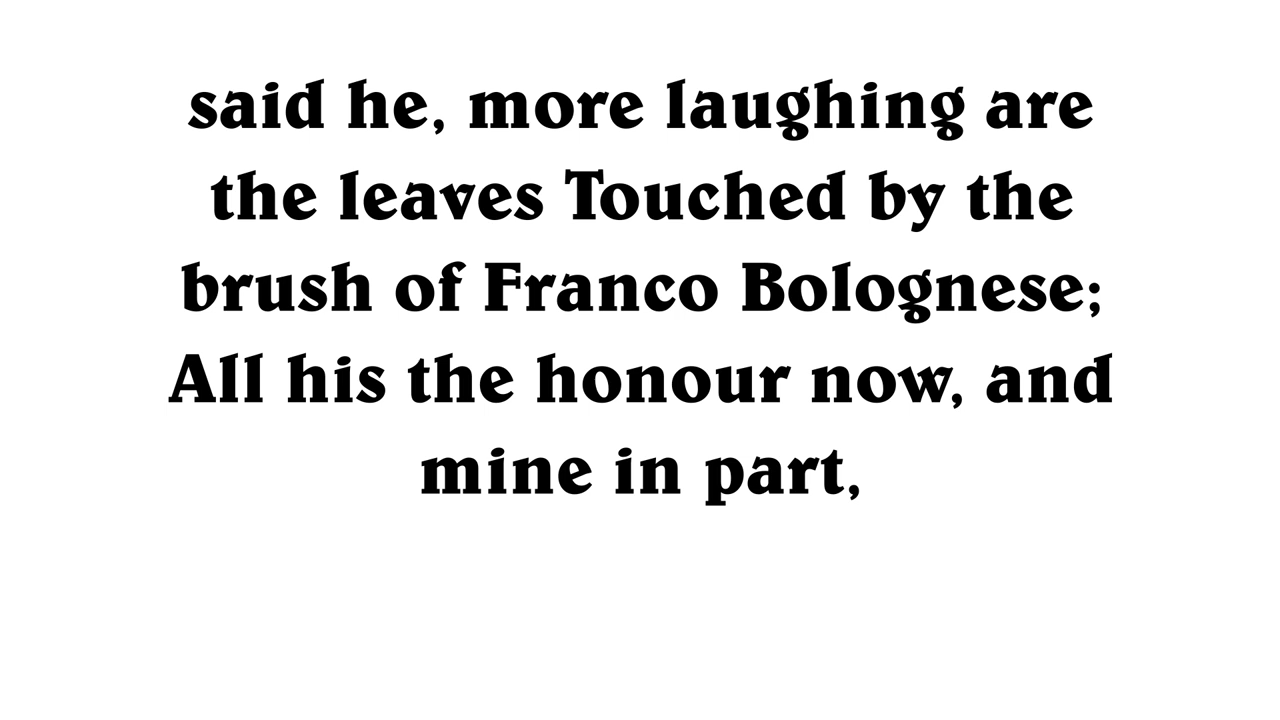 said he, more laughing are
the leaves Touched by the
brush of Franco Bolognese;
All his the honour now, and
mine in part,